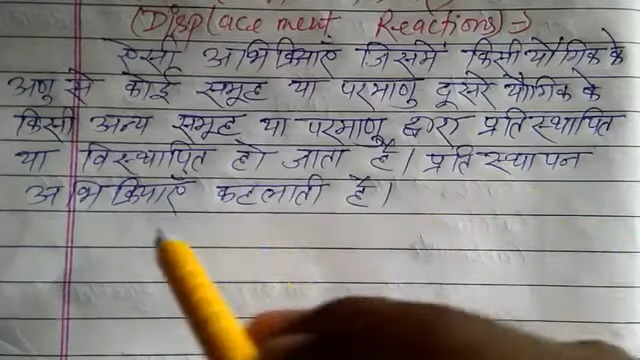 (Displacement Reactions) ⇒
ऐसी अभिक्रियाएँ जिसमें किसी यौगिक के
अणु से कोई समूह या परमाणु दूसरे यौगिक के
किसी अन्य समूह या परमाणु द्वारा प्रतिस्थापित
या विस्थापित हो जाता है। प्रतिस्थापन
अभिक्रियाएँ कहलाती है।